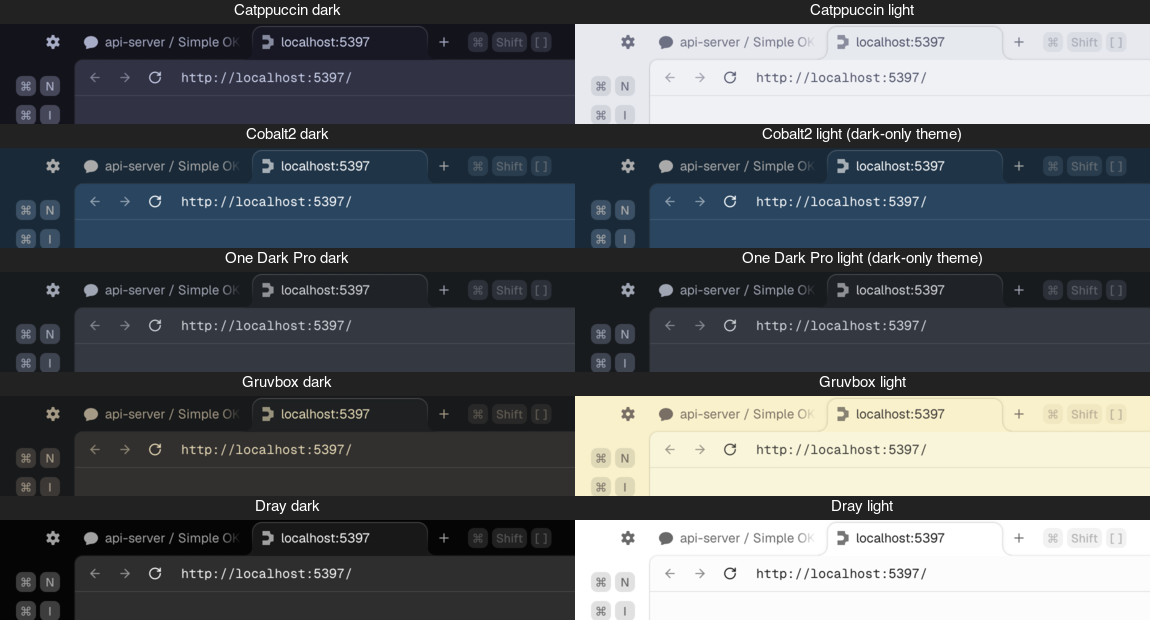 Catppuccin dark Catppuccin light
api-server / Simple OK localhost:5397 + ⌘ Shift [ ] api-server / Simple OK localhost:5397 + ⌘ Shift [ ]
⌘ N ← → http://localhost:5397/ ⌘ N ← → http://localhost:5397/
⌘ I ⌘ I
Cobalt2 dark Cobalt2 light (dark-only theme)
api-server / Simple OK localhost:5397 + ⌘ Shift [ ] api-server / Simple OK localhost:5397 + ⌘ Shift [ ]
⌘ N ← → http://localhost:5397/ ⌘ N ← → http://localhost:5397/
⌘ I ⌘ I
One Dark Pro dark One Dark Pro light (dark-only theme)
api-server / Simple OK localhost:5397 + ⌘ Shift [ ] api-server / Simple OK localhost:5397 + ⌘ Shift [ ]
⌘ N ← → http://localhost:5397/ ⌘ N ← → http://localhost:5397/
⌘ I ⌘ I
Gruvbox dark Gruvbox light
api-server / Simple OK localhost:5397 + ⌘ Shift [ ] api-server / Simple OK localhost:5397 + ⌘ Shift [ ]
⌘ N ← → http://localhost:5397/ ⌘ N ← → http://localhost:5397/
⌘ I ⌘ I
Dray dark Dray light
api-server / Simple OK localhost:5397 + ⌘ Shift [ ] api-server / Simple OK localhost:5397 + ⌘ Shift [ ]
⌘ N ← → http://localhost:5397/ ⌘ N ← → http://localhost:5397/
⌘ I ⌘ I